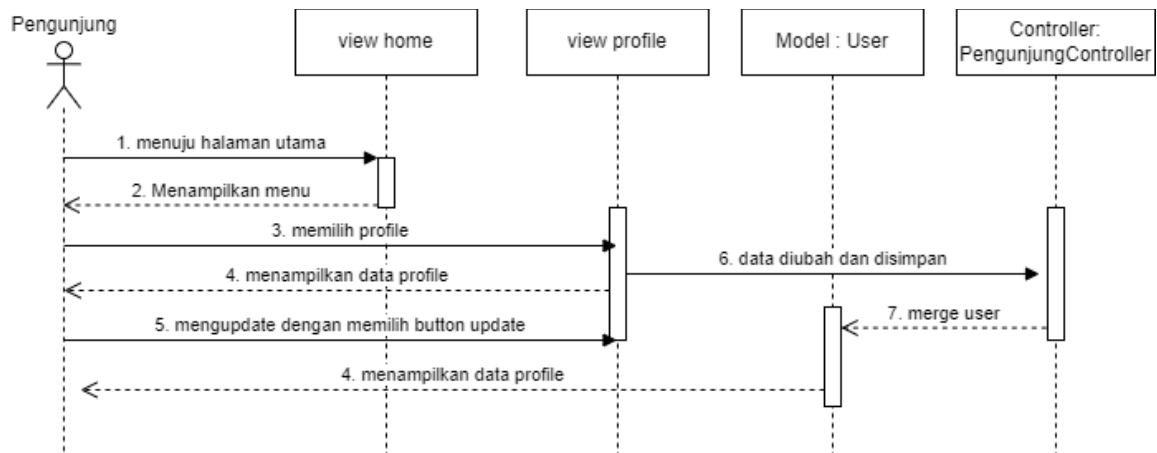 Pengunjung
view home
view profile
Model : User
Controller:
PengunjungController
1. menuju halaman utama
2. Menampilkan menu
3. memilih profile
6. data diubah dan disimpan
4. menampilkan data profile
7. merge user
5. mengupdate dengan memilih button update
4. menampilkan data profile